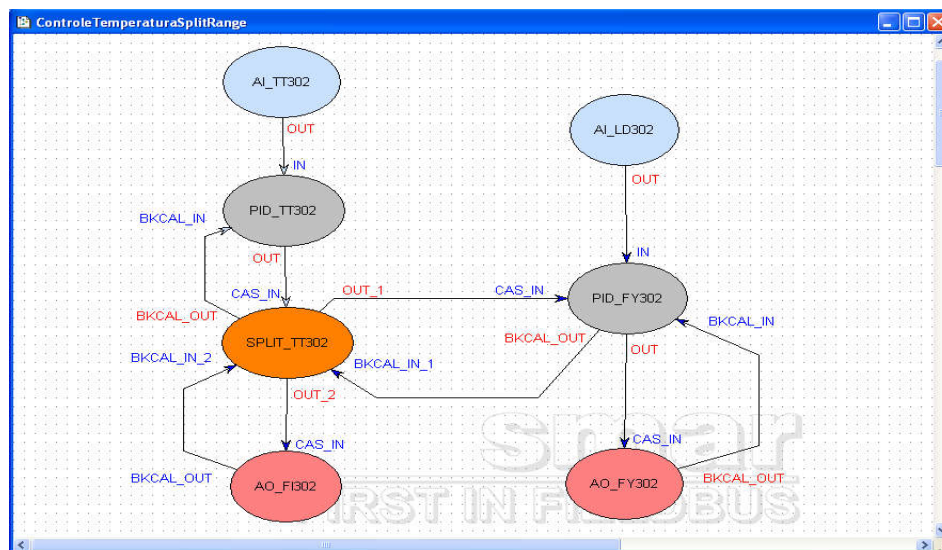 ControleTemperaturaSplitRange
AI_TT302
OUT
IN
PID_TT302
BKCAL_IN
OUT
CAS_IN
BKCAL_OUT
SPLIT_TT302
BKCAL_IN_2
OUT_2
CAS_IN
BKCAL_OUT
AO_FI302
OUT_1
CAS_IN
BKCAL_OUT
BKCAL_IN_1
AI_LD302
OUT
IN
PID_FY302
BKCAL_IN
OUT
CAS_IN
BKCAL_OUT
AO_FY302
smar
FIRST IN FIELDBUS